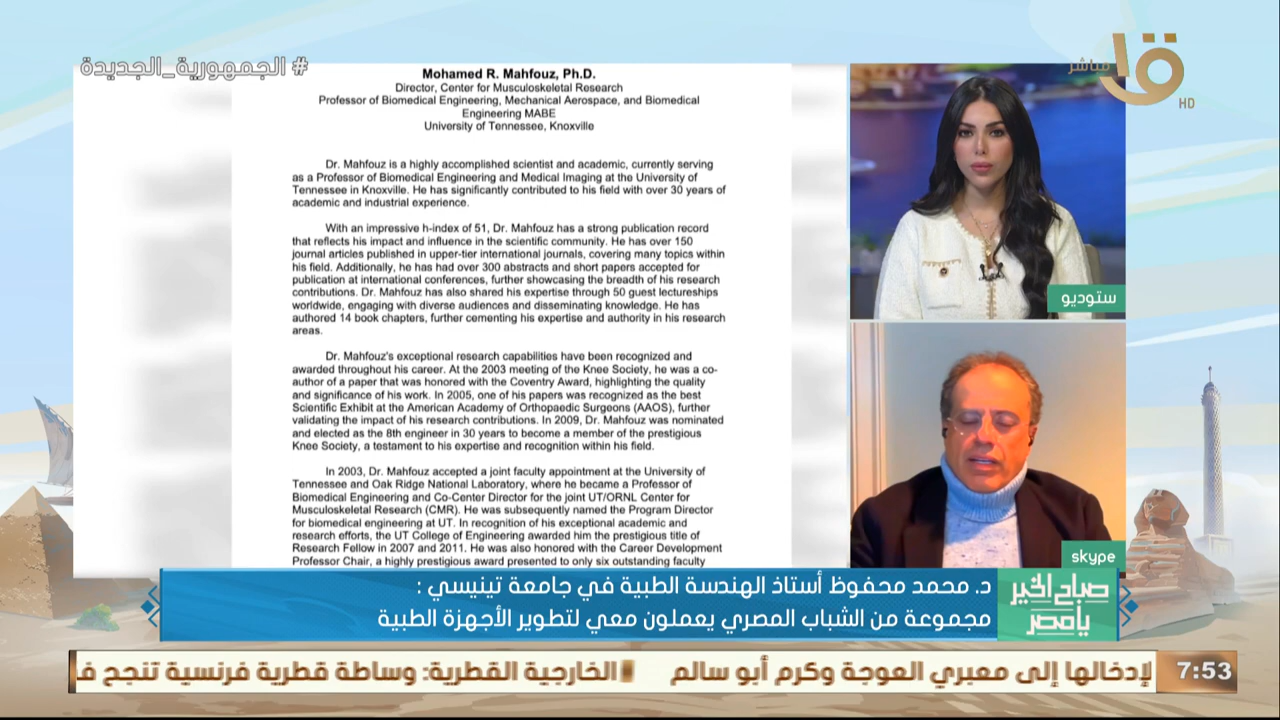 # الجمهورية_الجديدة
مباشر
HD
Mohamed R. Mahfouz, Ph.D.
Director, Center for Musculoskeletal Research
Professor of Biomedical Engineering, Mechanical Aerospace, and Biomedical
Engineering MABE
University of Tennessee, Knoxville
Dr. Mahfouz is a highly accomplished scientist and academic, currently serving
as a Professor of Biomedical Engineering and Medical Imaging at the University of
Tennessee in Knoxville. He has significantly contributed to his field with over 30 years of
academic and industrial experience.
With an impressive h-index of 51, Dr. Mahfouz has a strong publication record
that reflects his impact and influence in the scientific community. He has over 150
journal articles published in upper-tier international journals, covering many topics within
his field. Additionally, he has had over 300 abstracts and short papers accepted for
publication at international conferences, further showcasing the breadth of his research
contributions. Dr. Mahfouz has also shared his expertise through 50 guest lectureships
worldwide, engaging with diverse audiences and disseminating knowledge. He has
authored 14 book chapters, further cementing his expertise and authority in his research
areas.
Dr. Mahfouz's exceptional research capabilities have been recognized and
awarded throughout his career. At the 2003 meeting of the Knee Society, he was a co-
author of a paper that was honored with the Coventry Award, highlighting the quality
and significance of his work. In 2005, one of his papers was recognized as the best
Scientific Exhibit at the American Academy of Orthopaedic Surgeons (AAOS), further
validating the impact of his research contributions. In 2009, Dr. Mahfouz was nominated
and elected as the 8th engineer in 30 years to become a member of the prestigious
Knee Society, a testament to his expertise and recognition within his field.
In 2003, Dr. Mahfouz accepted a joint faculty appointment at the University of
Tennessee and Oak Ridge National Laboratory, where he became a Professor of
Biomedical Engineering and Co-Center Director for the joint UT/ORNL Center for
Musculoskeletal Research (CMR). He was subsequently named the Program Director
for biomedical engineering at UT. In recognition of his exceptional academic and
research efforts, the UT College of Engineering awarded him the prestigious title of
Research Fellow in 2007 and 2011. He was also honored with the Career Development
Professor Chair, a highly prestigious award presented to only six outstanding faculty
ستوديو
skype
صباح الخير
يا مصر
د. محمد محفوظ أستاذ الهندسة الطبية في جامعة تينيسي :
مجموعة من الشباب المصري يعملون معي لتطوير الأجهزة الطبية
7:53
لإدخالها إلى معبري العوجة وكرم أبو سالم
الخارجية القطرية: وساطة قطرية فرنسية تنجح ف